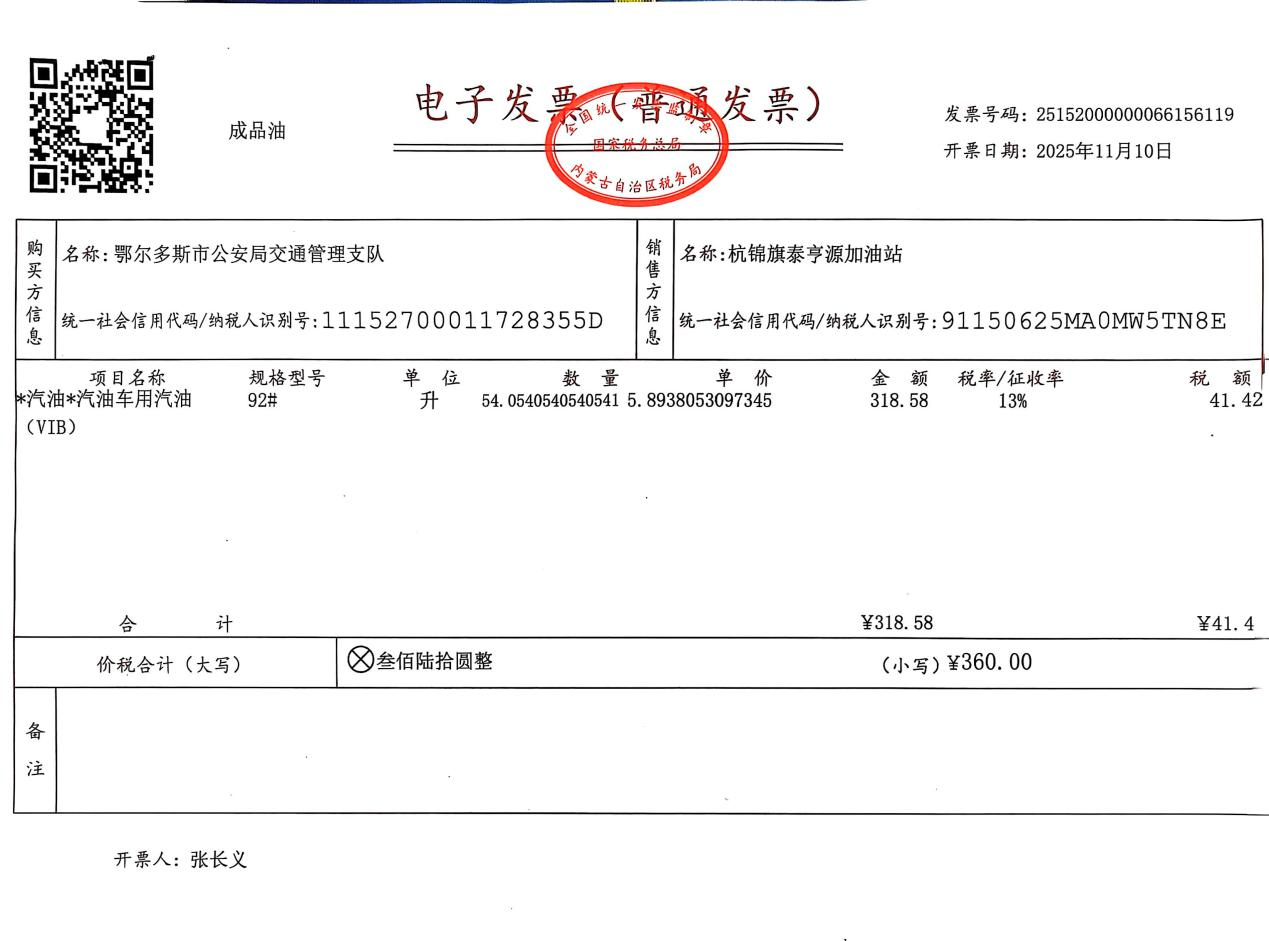 电子发票（普通发票）
全国统一发票监制章
国家税务总局
内蒙古自治区税务局
成品油
发票号码: 25152000000066156119
开票日期: 2025年11月10日
购买方信息
名称: 鄂尔多斯市公安局交通管理支队
统一社会信用代码/纳税人识别号: 11152700011728355D
销售方信息
名称: 杭锦旗泰亨源加油站
统一社会信用代码/纳税人识别号: 91150625MA0MW5TN8E
项目名称 规格型号 单 位 数 量 单 价 金 额 税率/征收率 税 额
*汽油*汽油车用汽油 92# 升 54.0540540540541 5.8938053097345 318.58 13% 41.42
（VIB）
合 计 ¥318.58 ¥41.4
价税合计（大写） ⊗叁佰陆拾圆整 （小写）¥360.00
备注
开票人: 张长义